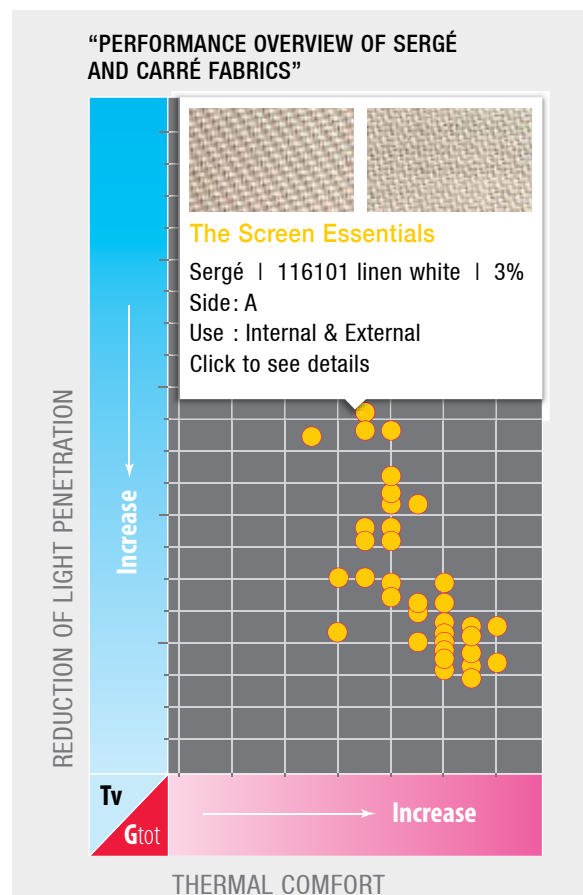 “PERFORMANCE OVERVIEW OF SERGÉ
AND CARRÉ FABRICS”
The Screen Essentials
Sergé | 116101 linen white | 3%
Side: A
Use : Internal & External
Click to see details
REDUCTION OF LIGHT PENETRATION
Increase
Tv
Gtot
Increase
THERMAL COMFORT